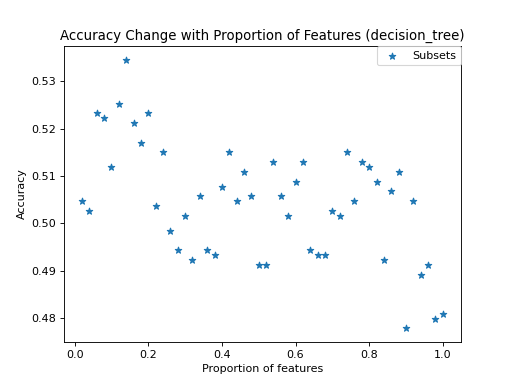 Accuracy Change with Proportion of Features (decision_tree)
Subsets
0.53
0.52
0.51
0.50
0.49
0.48
Accuracy
0.0 0.2 0.4 0.6 0.8 1.0
Proportion of features